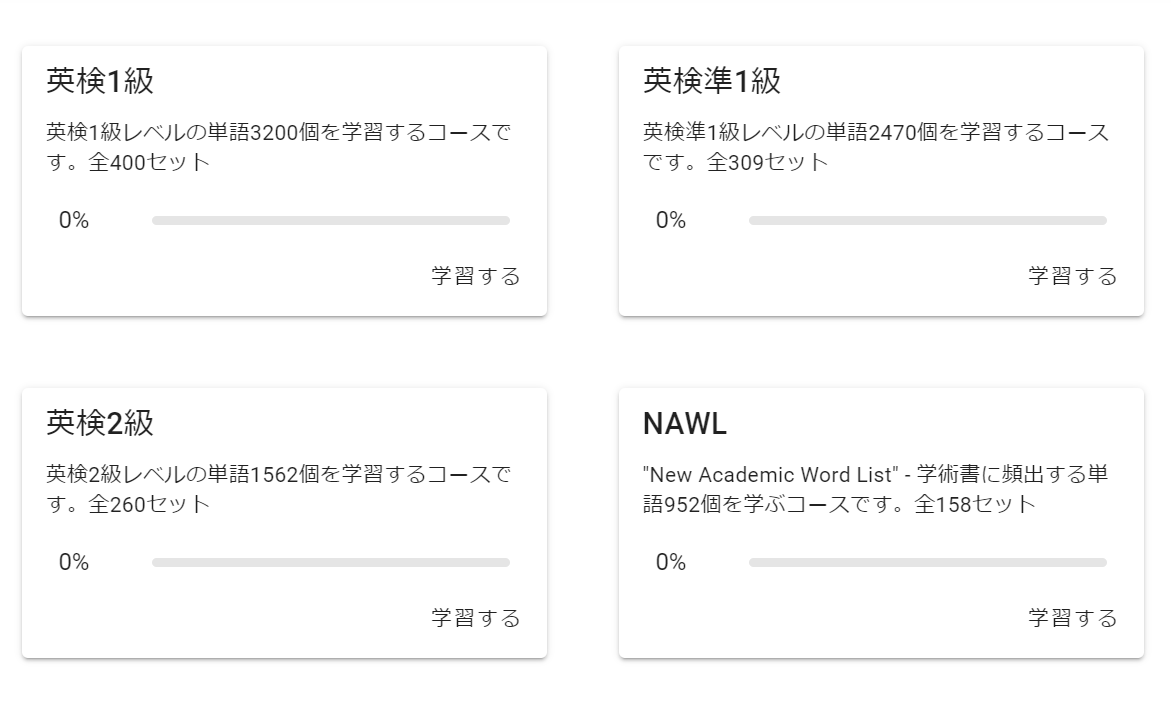 英検1級
英検1級レベルの単語3200個を学習するコースで
す。全400セット
0%
学習する
英検準1級
英検準1級レベルの単語2470個を学習するコース
です。全309セット
0%
学習する
英検2級
英検2級レベルの単語1562個を学習するコースで
す。全260セット
0%
学習する
NAWL
"New Academic Word List" - 学術書に頻出する単
語952個を学ぶコースです。全158セット
0%
学習する